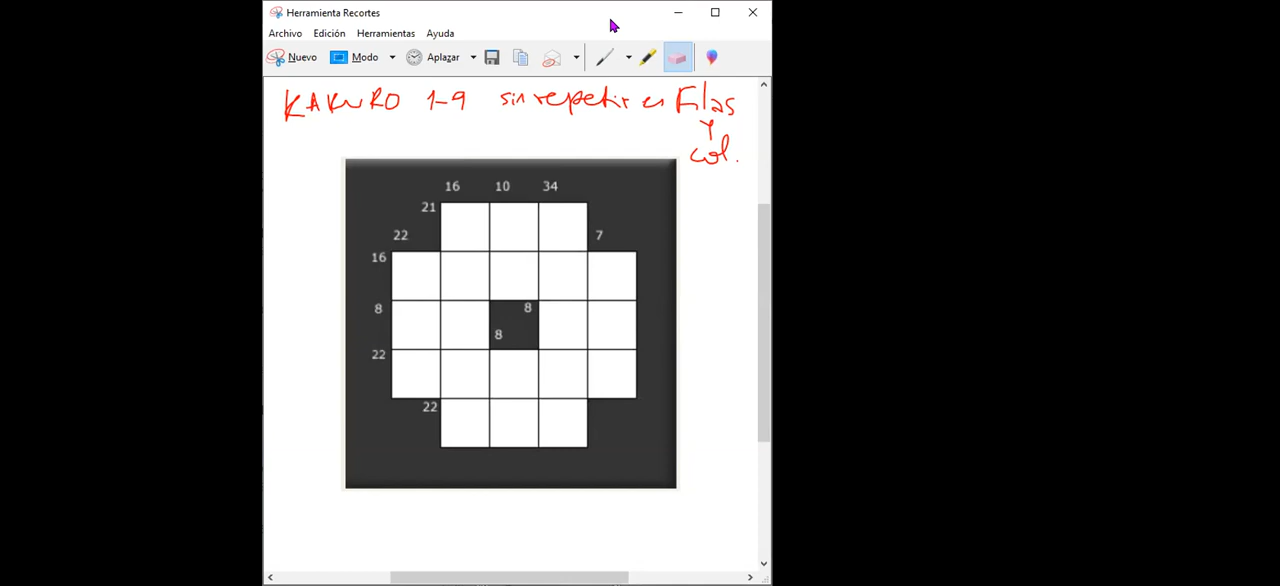 Herramienta Recortes
Archivo Edición Herramientas Ayuda
Nuevo Modo Aplazar
KAKURO 1-9 sin repetir en Filas
Y
col.
16 10 34
21
22 7
16
8 8
8
22
22